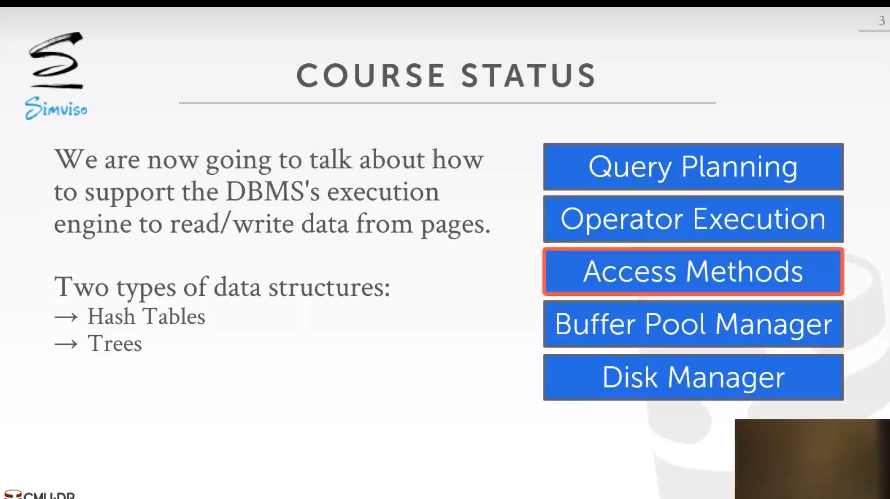 3
Simviso
COURSE STATUS
We are now going to talk about how
to support the DBMS's execution
engine to read/write data from pages.
Two types of data structures:
→ Hash Tables
→ Trees
Query Planning
Operator Execution
Access Methods
Buffer Pool Manager
Disk Manager
CMU·DB